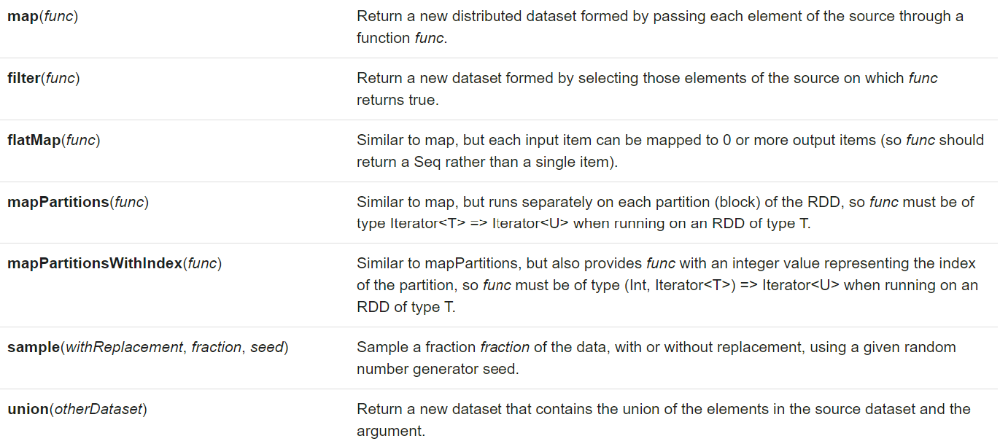 map(func)
Return a new distributed dataset formed by passing each element of the source through a
function func.
filter(func)
Return a new dataset formed by selecting those elements of the source on which func
returns true.
flatMap(func)
Similar to map, but each input item can be mapped to 0 or more output items (so func should
return a Seq rather than a single item).
mapPartitions(func)
Similar to map, but runs separately on each partition (block) of the RDD, so func must be of
type Iterator<T> => Iterator<U> when running on an RDD of type T.
mapPartitionsWithIndex(func)
Similar to mapPartitions, but also provides func with an integer value representing the index
of the partition, so func must be of type (Int, Iterator<T>) => Iterator<U> when running on an
RDD of type T.
sample(withReplacement, fraction, seed)
Sample a fraction fraction of the data, with or without replacement, using a given random
number generator seed.
union(otherDataset)
Return a new dataset that contains the union of the elements in the source dataset and the
argument.